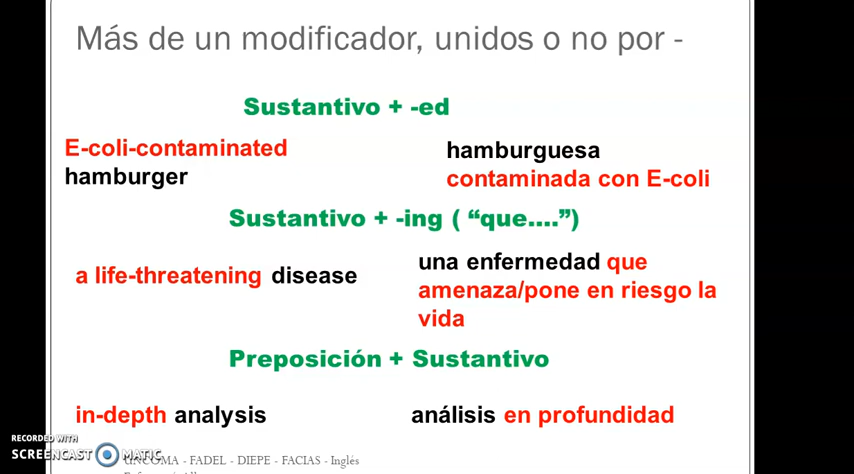 Más de un modificador, unidos o no por -
Sustantivo + -ed
E-coli-contaminated
hamburger
hamburguesa
contaminada con E-coli
Sustantivo + -ing ( “que....”)
a life-threatening disease
una enfermedad que
amenaza/pone en riesgo la
vida
Preposición + Sustantivo
in-depth analysis
análisis en profundidad
RECORDED WITH
SCREENCAST MATIC
UNCOMA - FADEL - DIEPE - FACIAS - Inglés